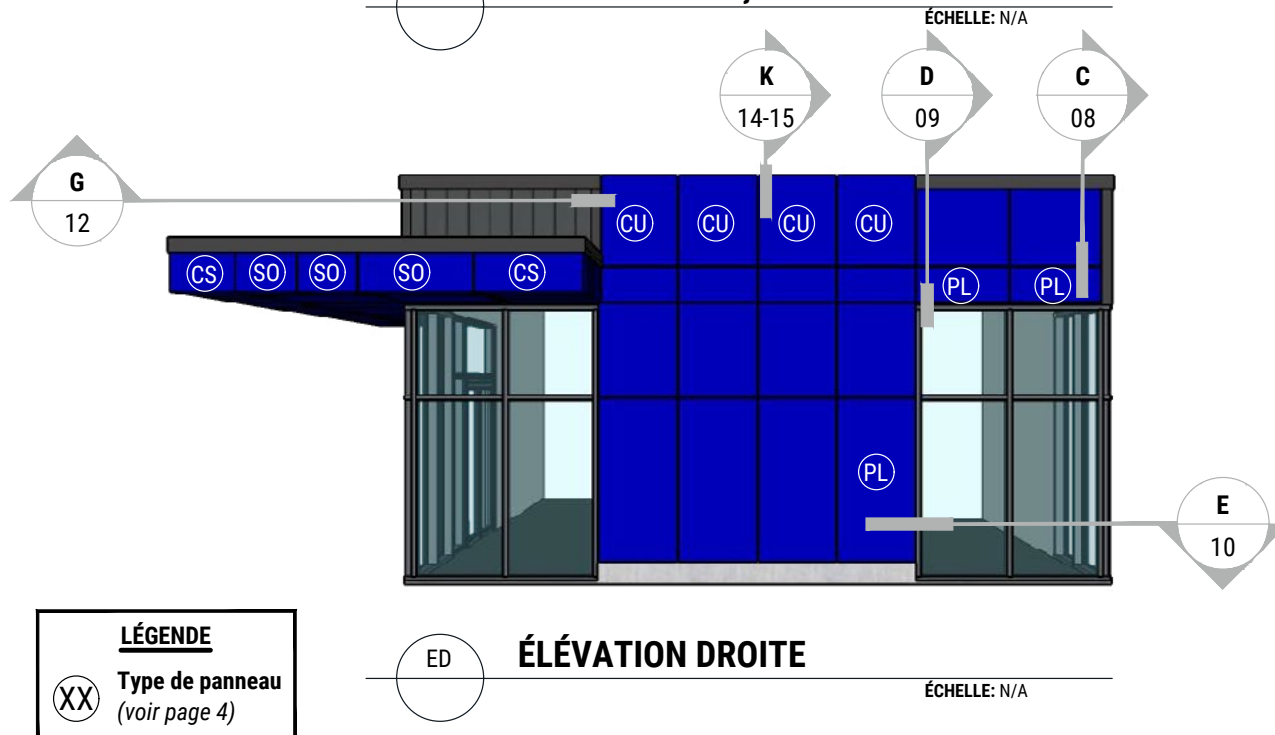 ÉCHELLE: N/A
K
14-15
D
09
C
08
G
12
CU CU CU CU
CS SO SO SO CS
PL PL
PL
E
10
LÉGENDE
XX Type de panneau
(voir page 4)
ED ÉLÉVATION DROITE
ÉCHELLE: N/A